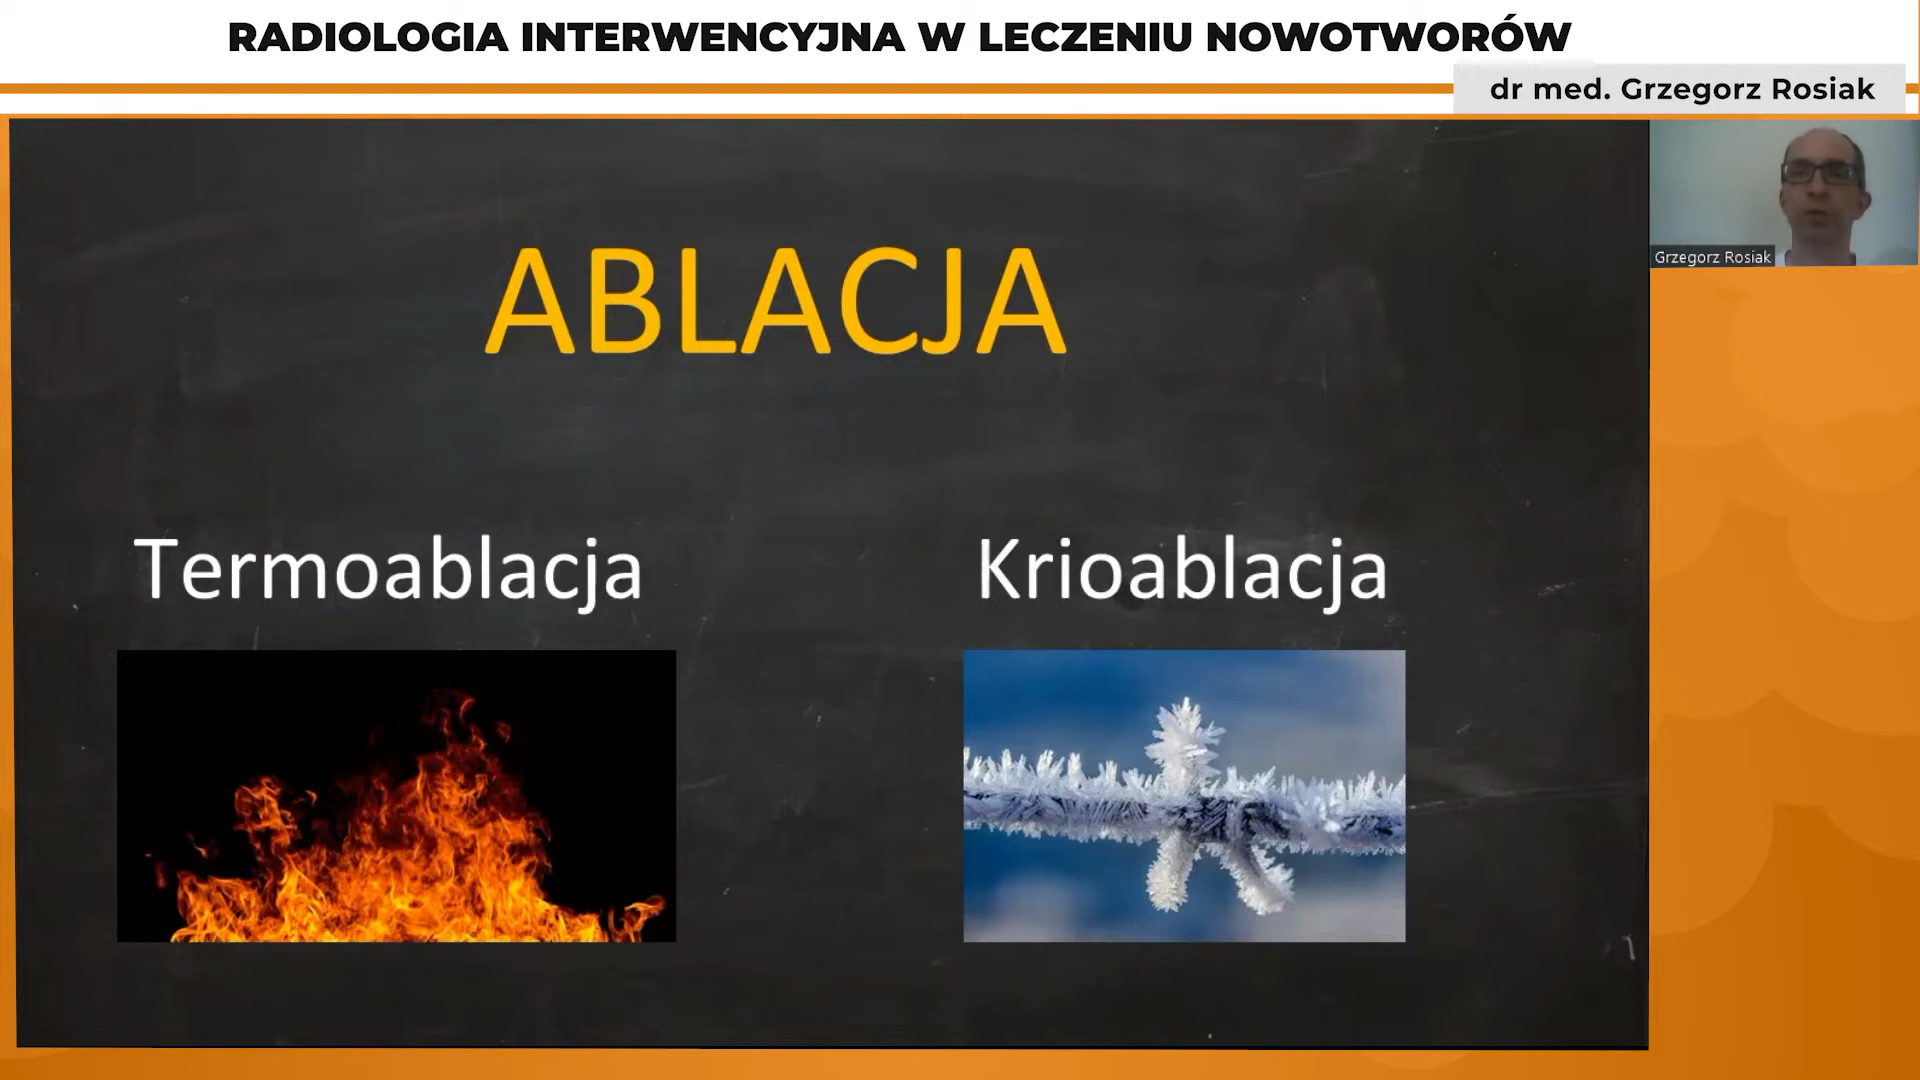 RADIOLOGIA INTERWENCYJNA W LECZENIU NOWOTWORÓW
dr med. Grzegorz Rosiak
Grzegorz Rosiak
ABLACJA
Termoablacja
Krioablacja